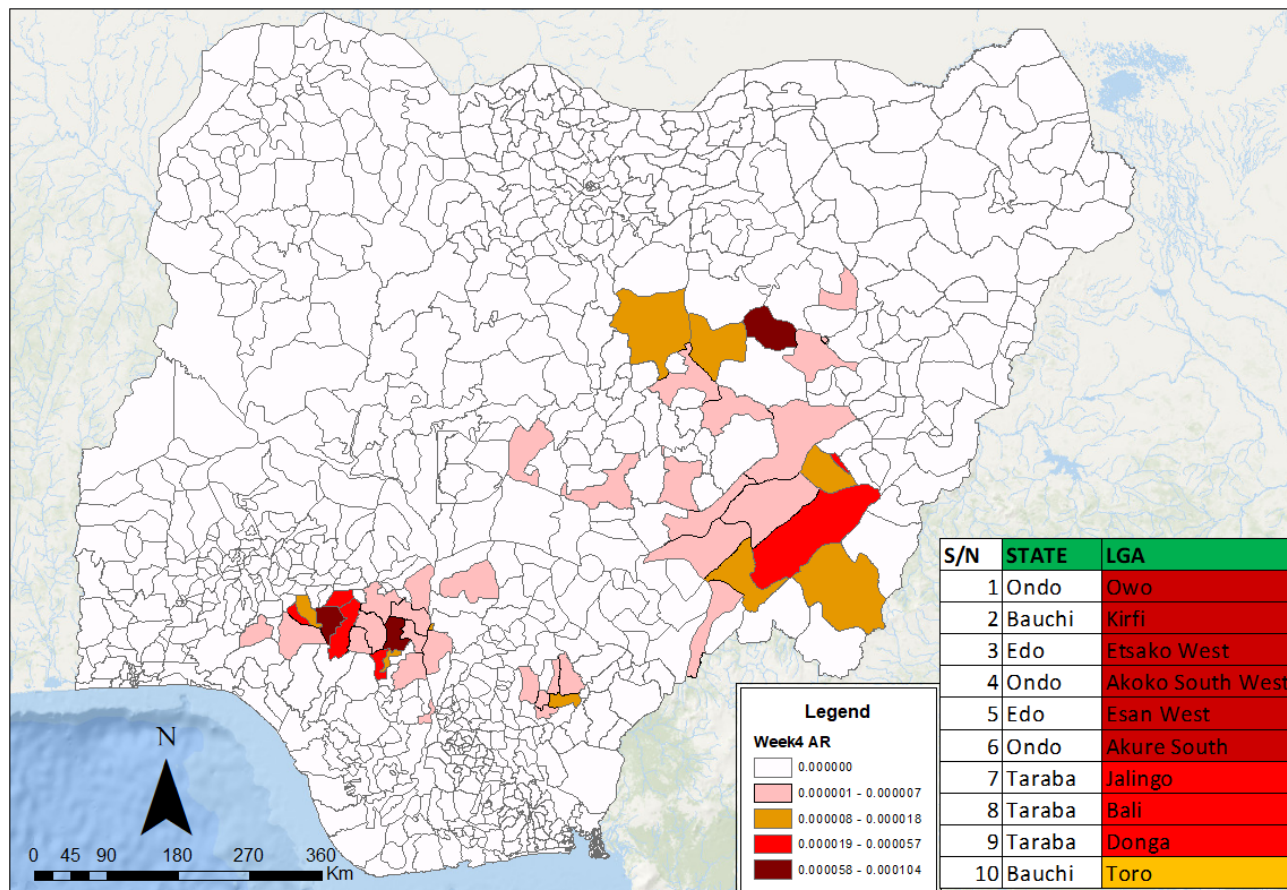 S/N STATE LGA
1 Ondo Owo
2 Bauchi Kirfi
3 Edo Etsako West
4 Ondo Akoko South West
5 Edo Esan West
6 Ondo Akure South
7 Taraba Jalingo
8 Taraba Bali
9 Taraba Donga
10 Bauchi Toro
Legend
Week4 AR
0.000000
0.000001 - 0.000007
0.000008 - 0.000018
0.000019 - 0.000057
0.000058 - 0.000104
N
0 45 90 180 270 360
Km